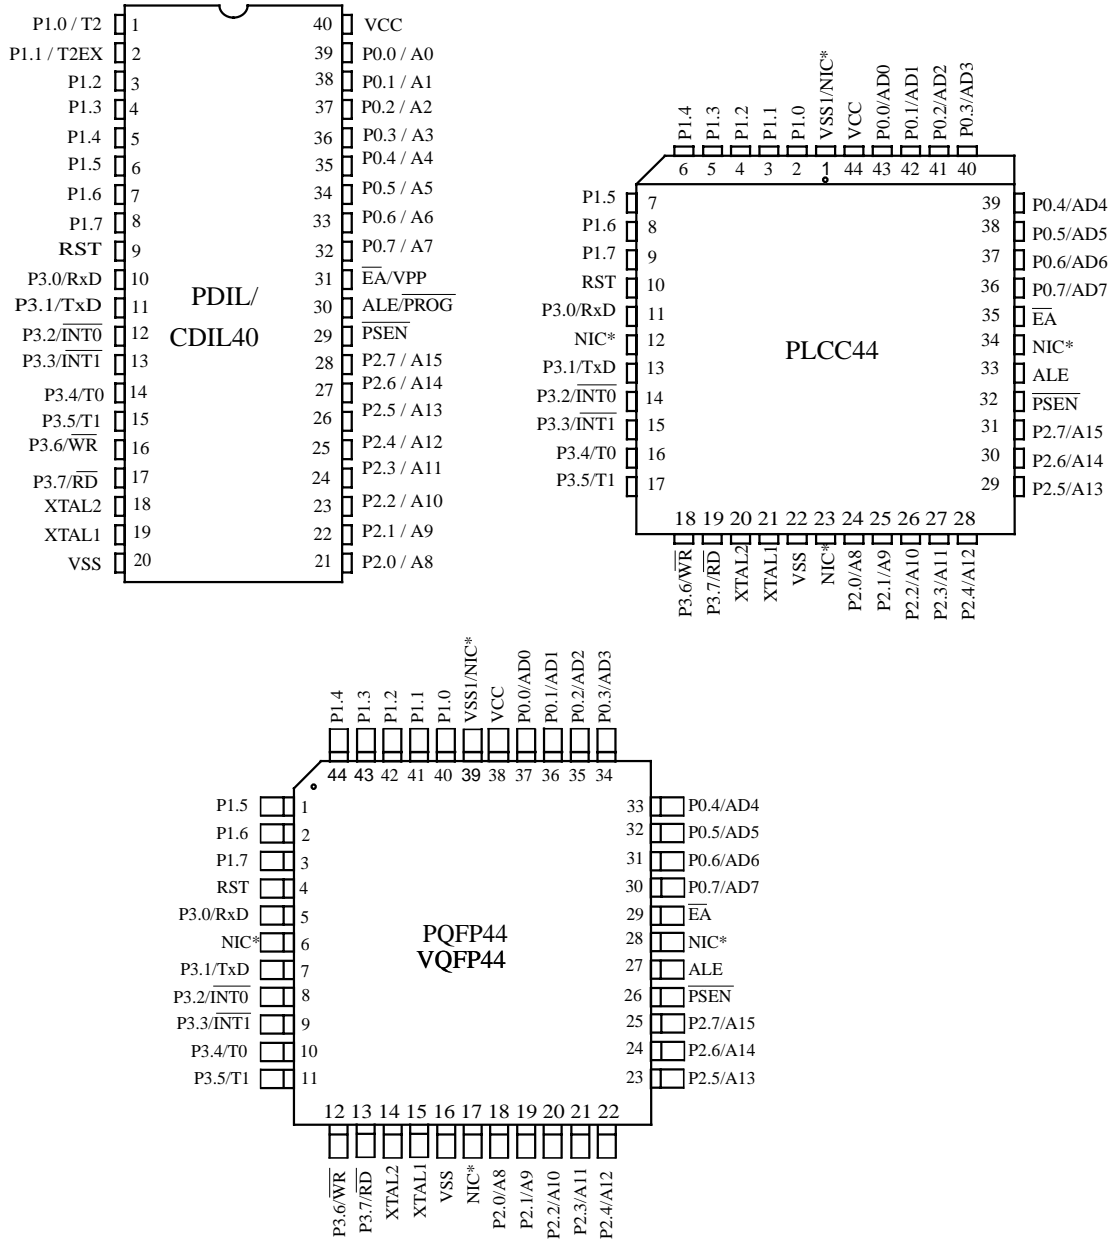 P1.0 / T2 1 40 VCC
P1.1 / T2EX 2 39 P0.0 / A0
P1.2 3 38 P0.1 / A1
P1.3 4 37 P0.2 / A2
P1.4 5 36 P0.3 / A3
P1.5 6 35 P0.4 / A4
P1.6 7 34 P0.5 / A5
P1.7 8 33 P0.6 / A6
RST 9 32 P0.7 / A7
P3.0/RxD 10 31 EA/VPP
P3.1/TxD 11 30 ALE/PROG
P3.2/INT0 12 29 PSEN
P3.3/INT1 13 28 P2.7 / A15
P3.4/T0 14 27 P2.6 / A14
P3.5/T1 15 26 P2.5 / A13
P3.6/WR 16 25 P2.4 / A12
P3.7/RD 17 24 P2.3 / A11
XTAL2 18 23 P2.2 / A10
XTAL1 19 22 P2.1 / A9
VSS 20 21 P2.0 / A8
PDIL/
CDIL40
P1.4 P1.3 P1.2 P1.1 P1.0 VSS1/NIC* VCC P0.0/AD0 P0.1/AD1 P0.2/AD2 P0.3/AD3
6 5 4 3 2 1 44 43 42 41 40
P1.5 7 39 P0.4/AD4
P1.6 8 38 P0.5/AD5
P1.7 9 37 P0.6/AD6
RST 10 36 P0.7/AD7
P3.0/RxD 11 35 EA
NIC* 12 34 NIC*
P3.1/TxD 13 33 ALE
P3.2/INT0 14 32 PSEN
P3.3/INT1 15 31 P2.7/A15
P3.4/T0 16 30 P2.6/A14
P3.5/T1 17 29 P2.5/A13
PLCC44
18 19 20 21 22 23 24 25 26 27 28
P3.6/WR P3.7/RD XTAL2 XTAL1 VSS NIC* P2.0/A8 P2.1/A9 P2.2/A10 P2.3/A11 P2.4/A12
P1.4 P1.3 P1.2 P1.1 P1.0 VSS1/NIC* VCC P0.0/AD0 P0.1/AD1 P0.2/AD2 P0.3/AD3
44 43 42 41 40 39 38 37 36 35 34
P1.5 1 33 P0.4/AD4
P1.6 2 32 P0.5/AD5
P1.7 3 31 P0.6/AD6
RST 4 30 P0.7/AD7
P3.0/RxD 5 29 EA
NIC* 6 28 NIC*
P3.1/TxD 7 27 ALE
P3.2/INT0 8 26 PSEN
P3.3/INT1 9 25 P2.7/A15
P3.4/T0 10 24 P2.6/A14
P3.5/T1 11 23 P2.5/A13
PQFP44
VQFP44
12 13 14 15 16 17 18 19 20 21 22
P3.6/WR P3.7/RD XTAL2 XTAL1 VSS NIC* P2.0/A8 P2.1/A9 P2.2/A10 P2.3/A11 P2.4/A12